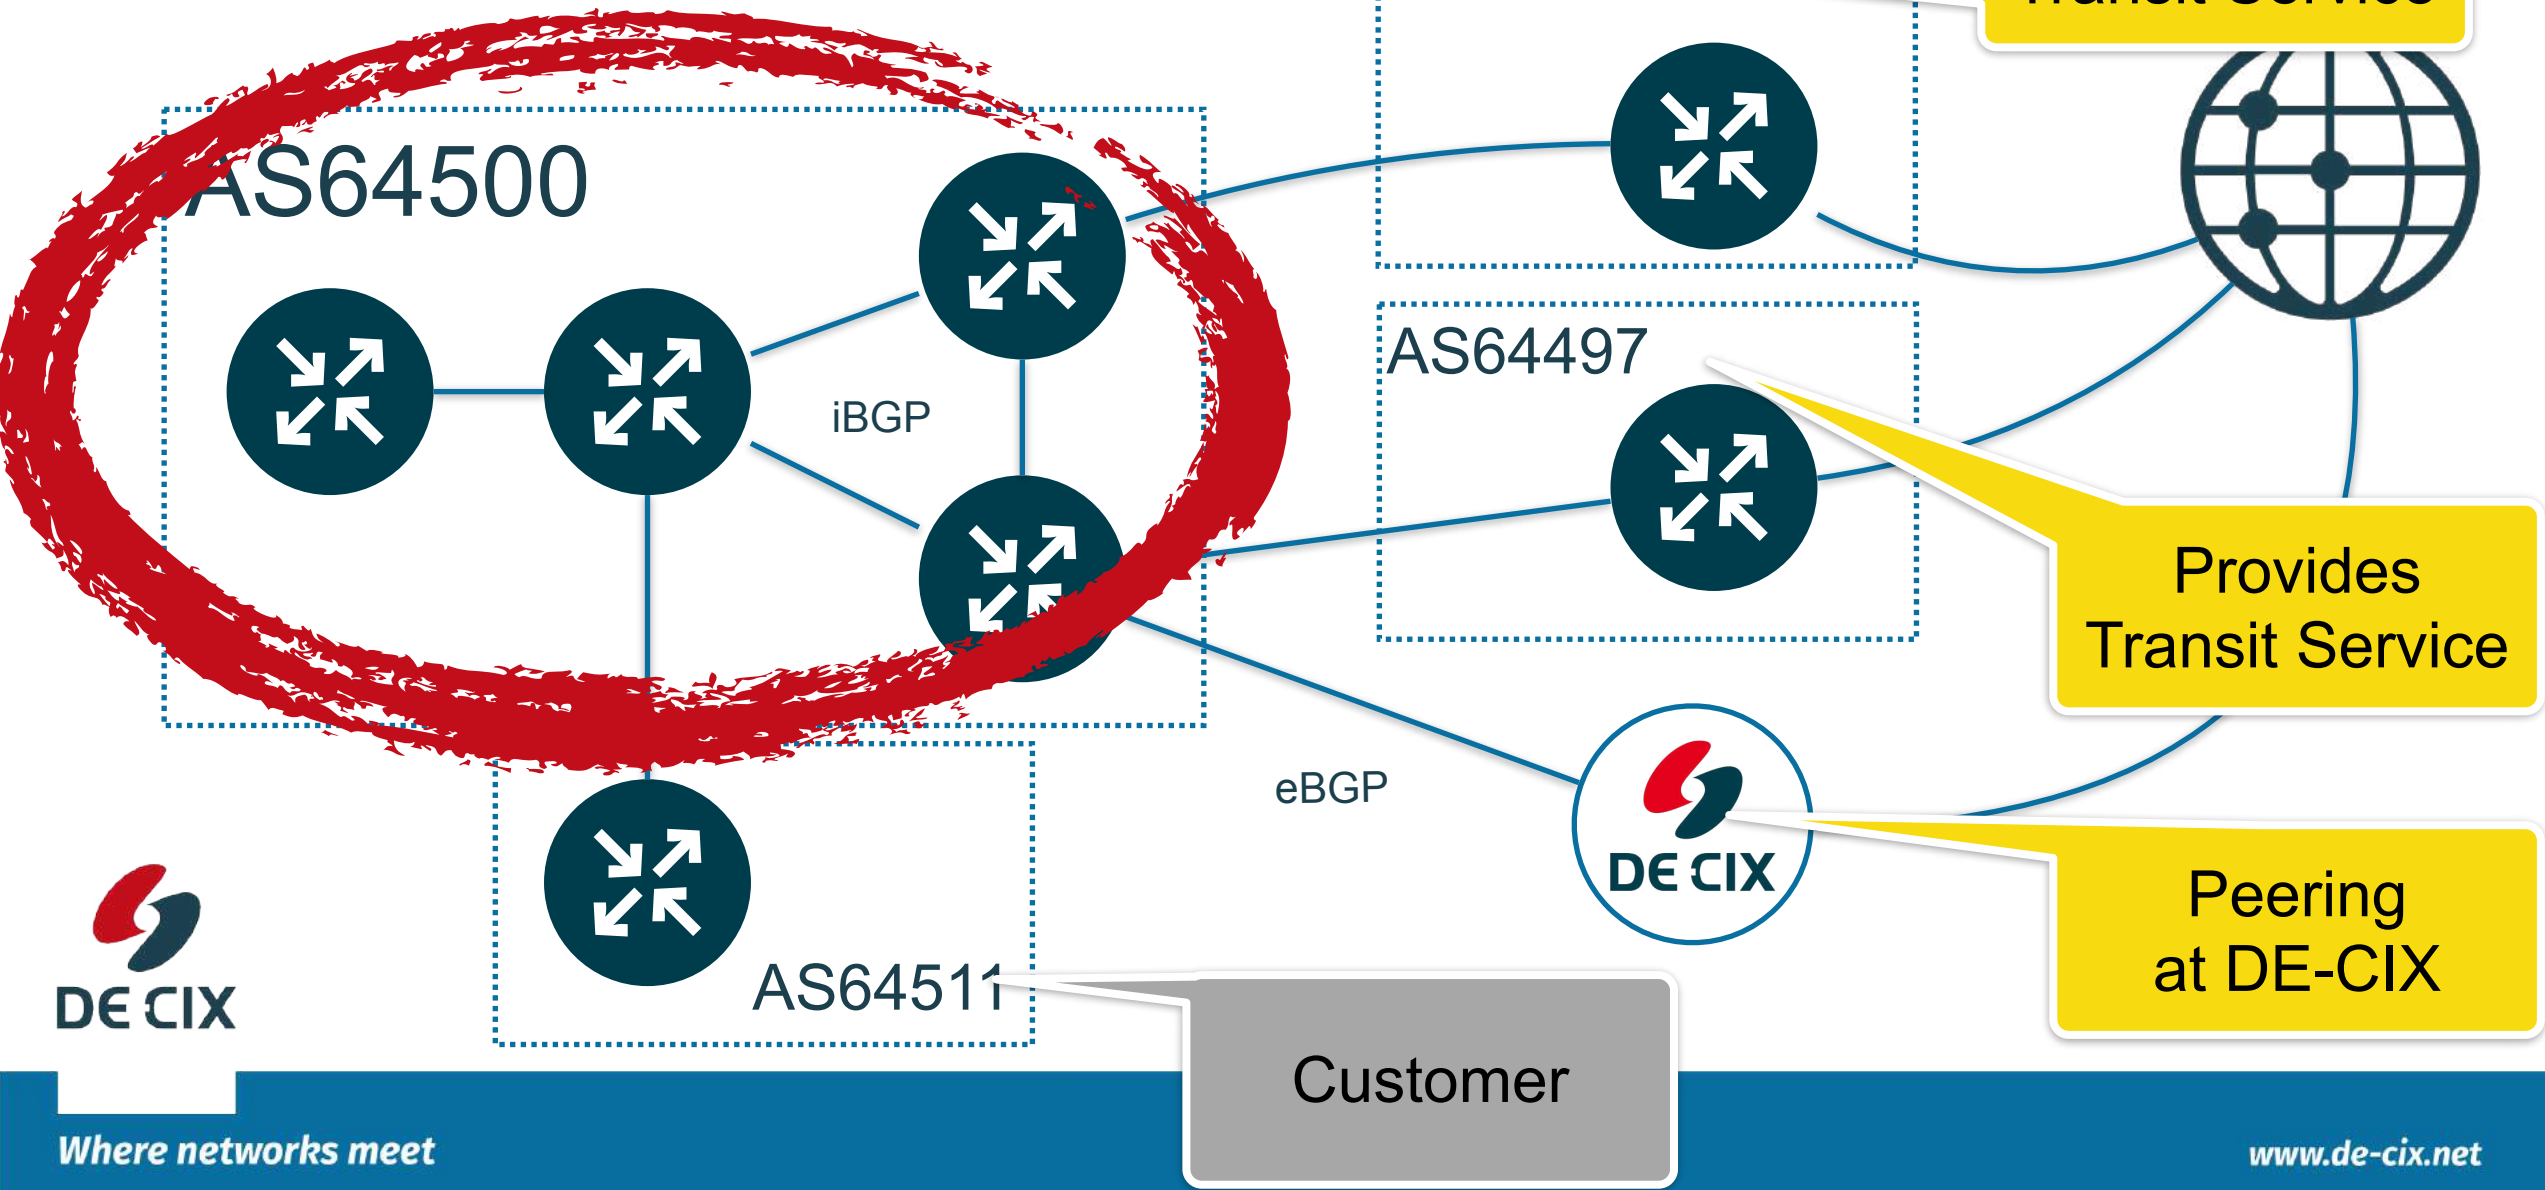 Transit Service
AS64500
iBGP
AS64497
Provides
Transit Service
eBGP
DE CIX
Peering
at DE-CIX
AS64511
DE CIX
Customer
Where networks meet
www.de-cix.net